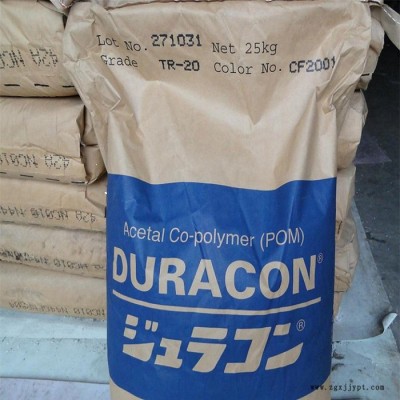 Lot No. 271031 Net 25kg
Grade TR-20 Color No. CF2001
Acetal Co-polymer (POM)
DURACON®
ジュラコン®
www.zgxjjypt.com